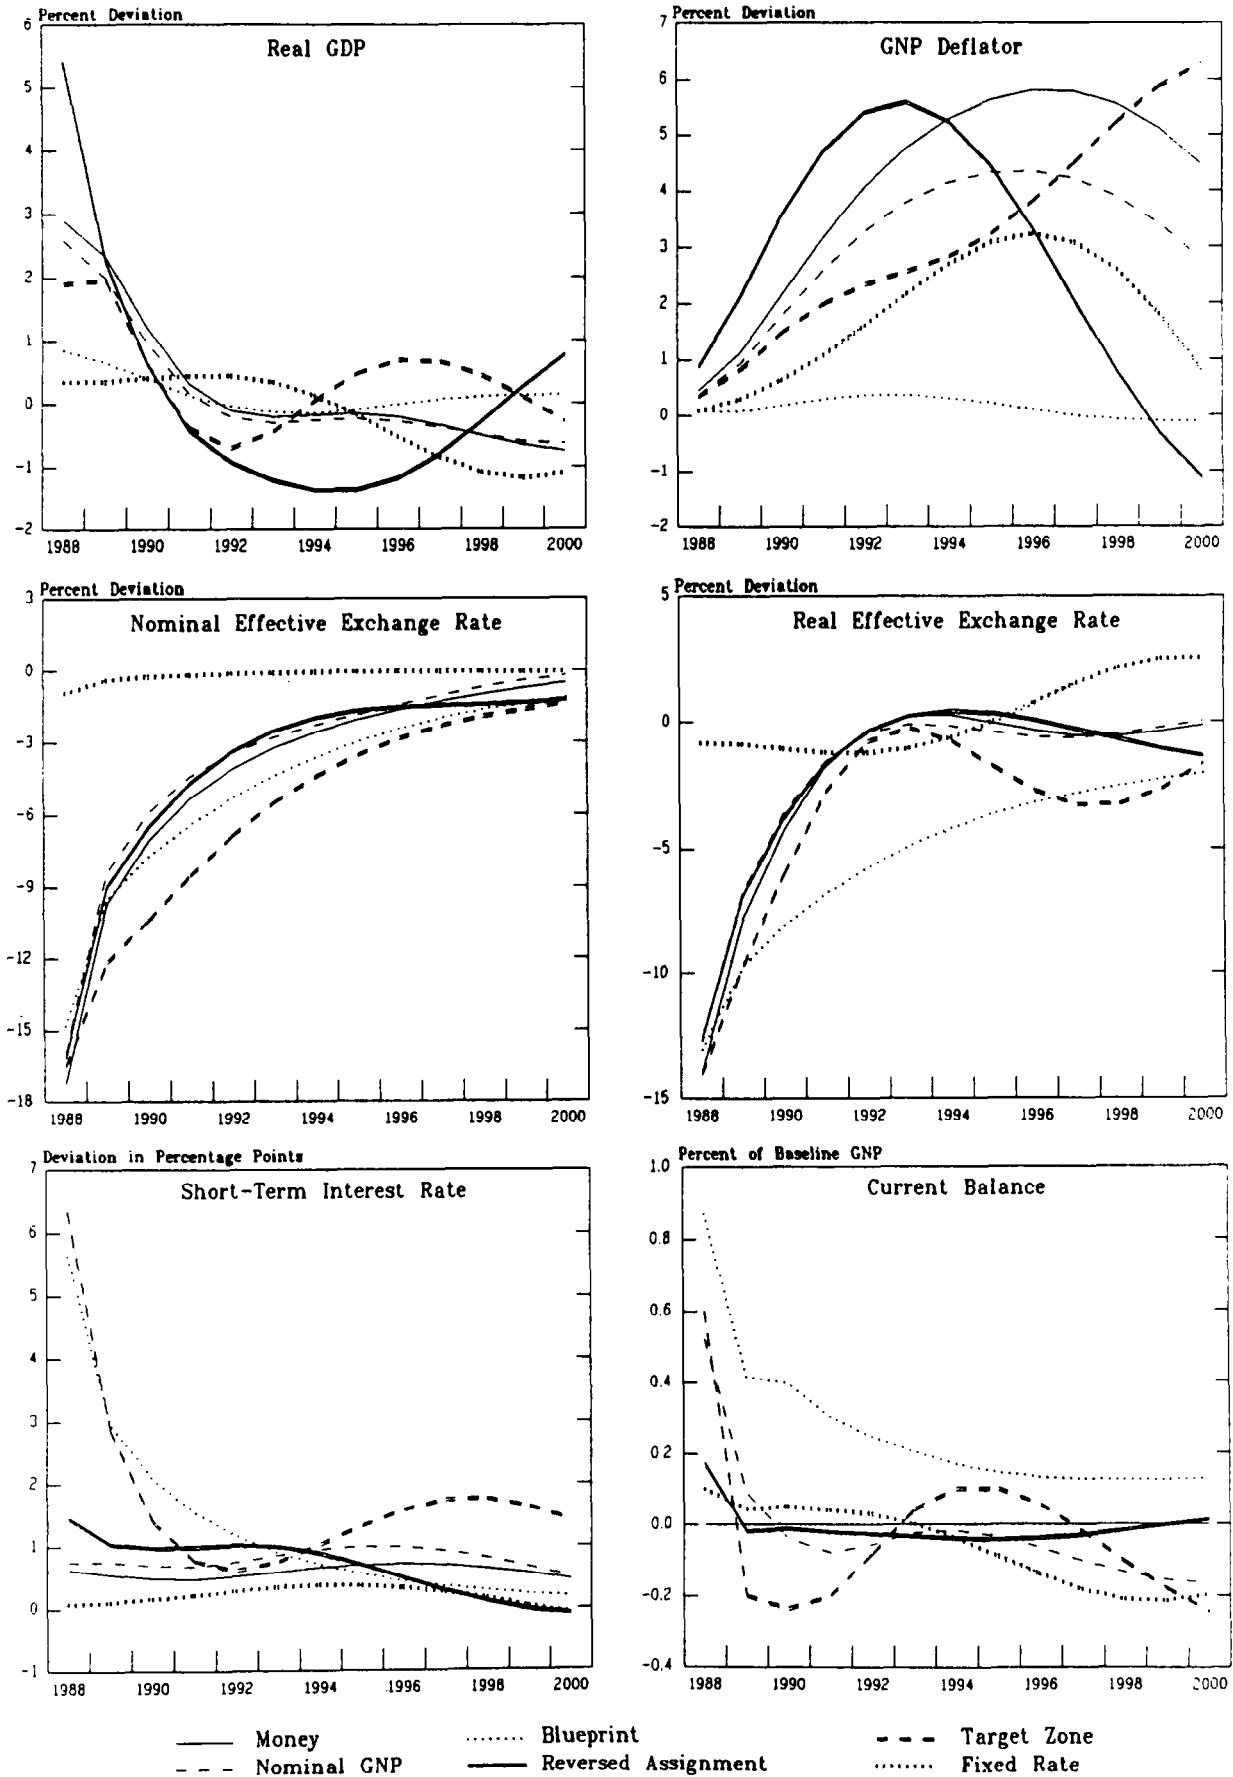 Percent Deviation
Real GDP
6
5
4
3
2
1
0
-1
-2
1988 1990 1992 1994 1996 1998 2000
Percent Deviation
GNP Deflator
7
6
5
4
3
2
1
0
-1
-2
1988 1990 1992 1994 1996 1998 2000
Percent Deviation
Nominal Effective Exchange Rate
3
0
-3
-6
-9
-12
-15
-18
1988 1990 1992 1994 1996 1998 2000
Percent Deviation
Real Effective Exchange Rate
5
0
-5
-10
-15
1988 1990 1992 1994 1996 1998 2000
Deviation in Percentage Points
Short-Term Interest Rate
7
6
5
4
3
2
1
0
-1
1988 1990 1992 1994 1996 1998 2000
Percent of Baseline GNP
Current Balance
1.0
0.8
0.6
0.4
0.2
0.0
-0.2
-0.4
1988 1990 1992 1994 1996 1998 2000
Money Blueprint Target Zone
Nominal GNP Reversed Assignment Fixed Rate